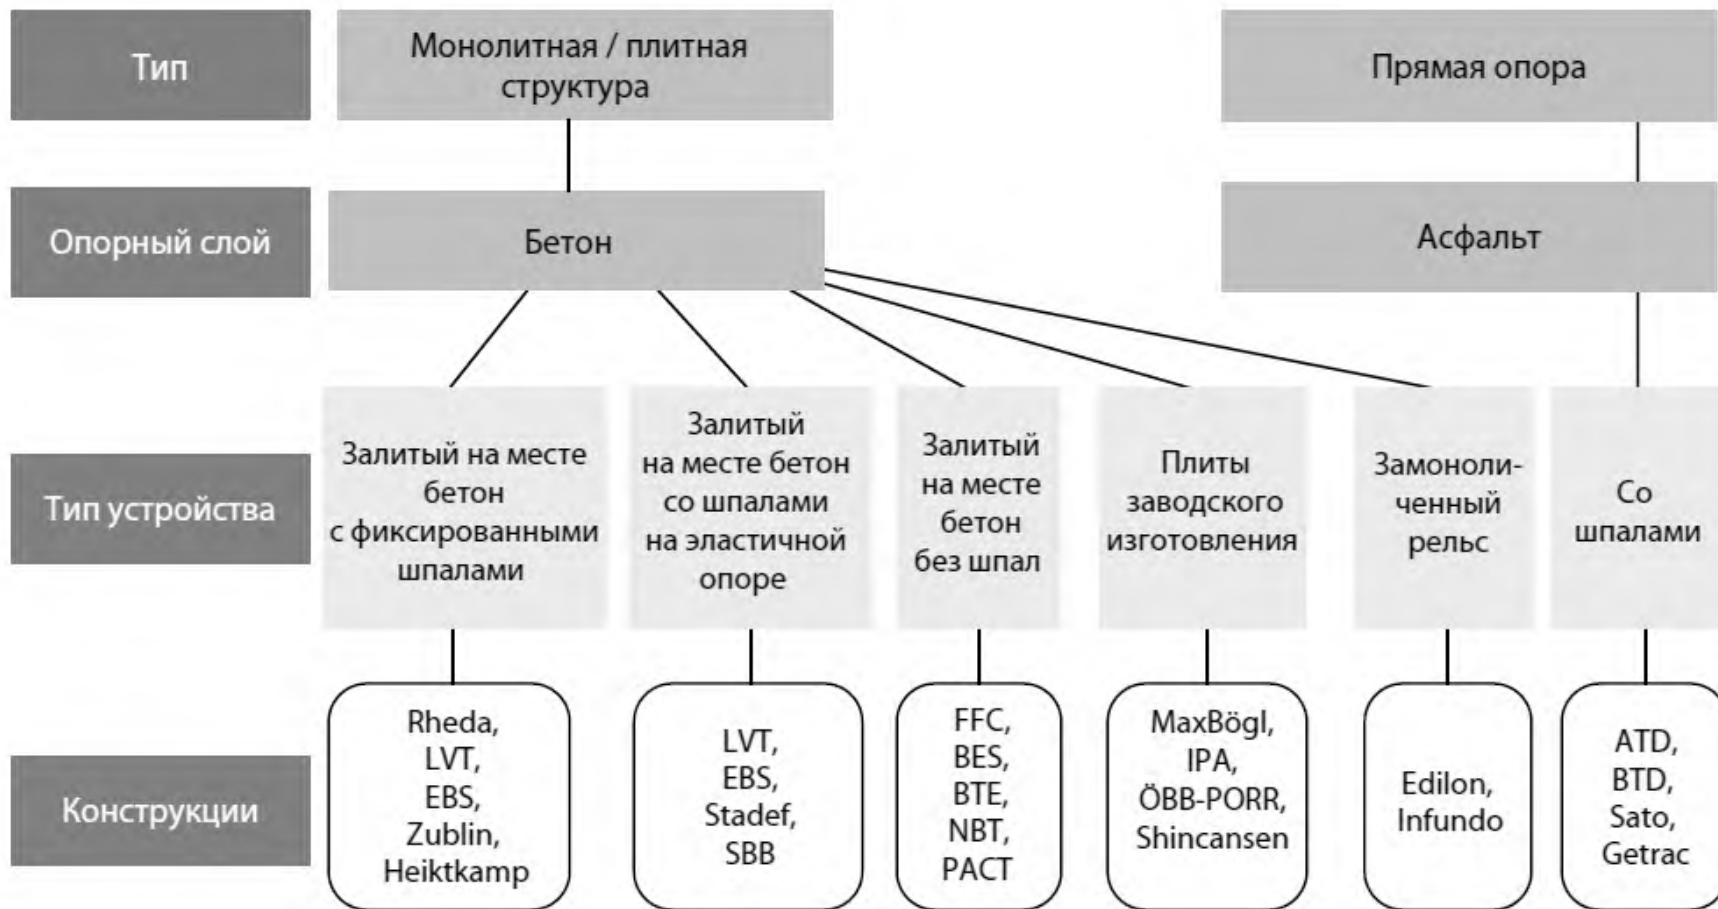 Тип
Монолитная / плитная
структура
Прямая опора
Опорный слой
Бетон
Асфальт
Тип устройства
Залитый на месте
бетон
с фиксированными
шпалами
Залитый
на месте бетон
со шпалами
на эластичной
опоре
Залитый
на месте
бетон
без шпал
Плиты
заводского
изготовления
Замоноли-
ченный
рельс
Со
шпалами
Конструкции
Rheda,
LVT,
EBS,
Zublin,
Heiktkamp
LVT,
EBS,
Stadef,
SBB
FFC,
BES,
BTE,
NBT,
PACT
MaxBögl,
IPA,
ÖBB-PORR,
Shincansen
Edilon,
Infundo
ATD,
BTD,
Sato,
Getrac